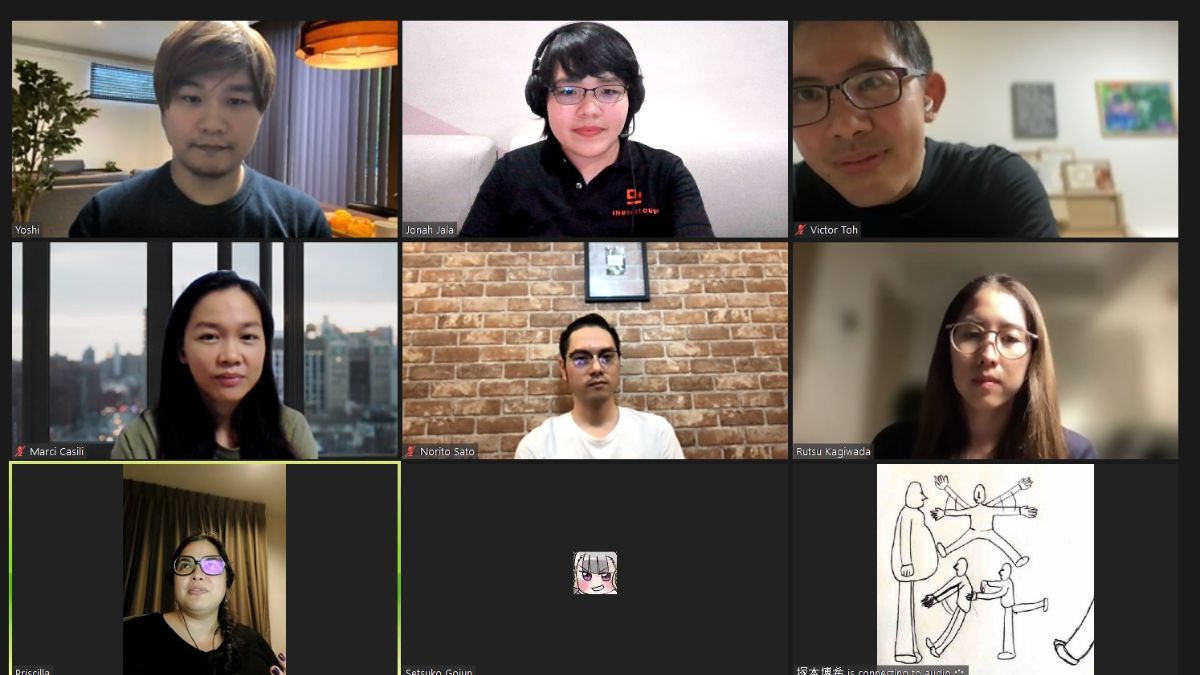 Yoshi
Jonah Jala
Victor Toh
Marci Casili
Norito Sato
Rutsu Kagiwada
Priscilla
Setsuko Gojun
塚本博希 is connecting to audio